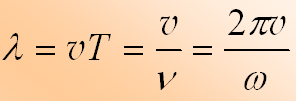 λ = vT = v/ν = 2πv/ω